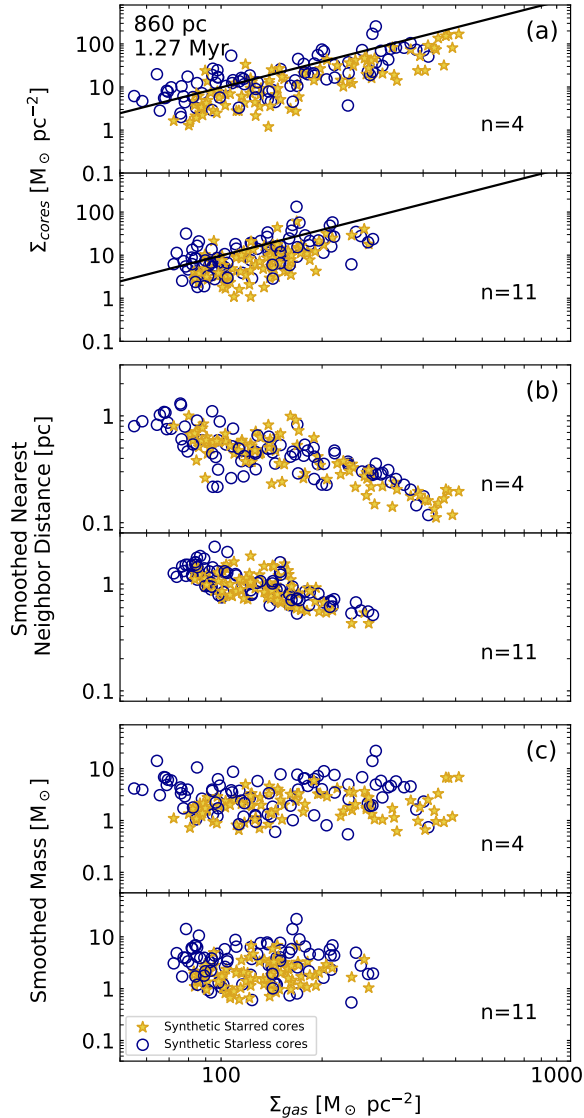 860 pc
1.27 Myr
(a)
100
10
1
0.1
n=4
Σcores [M⊙ pc−2]
100
10
1
0.1
n=11
(b)
1
0.1
n=4
Smoothed Nearest
Neighbor Distance [pc]
1
0.1
n=11
(c)
10
1
0.1
n=4
Smoothed Mass [M⊙]
10
1
0.1
n=11
Synthetic Starred cores
Synthetic Starless cores
100
1000
Σgas [M⊙ pc−2]